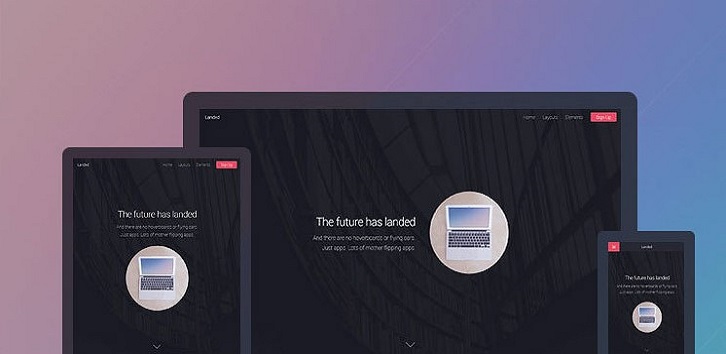 Landed
Home
Layouts
Elements
Sign Up
The future has landed
And there are no hoverboards or flying cars.
Just apps. Lots of mother flipping apps.
Landed
Home
Layouts
Elements
Sign Up
The future has landed
And there are no hoverboards or flying cars.
Just apps. Lots of mother flipping apps.
Landed
The future has landed
And there are no hoverboards or flying cars.
Just apps. Lots of mother flipping apps.